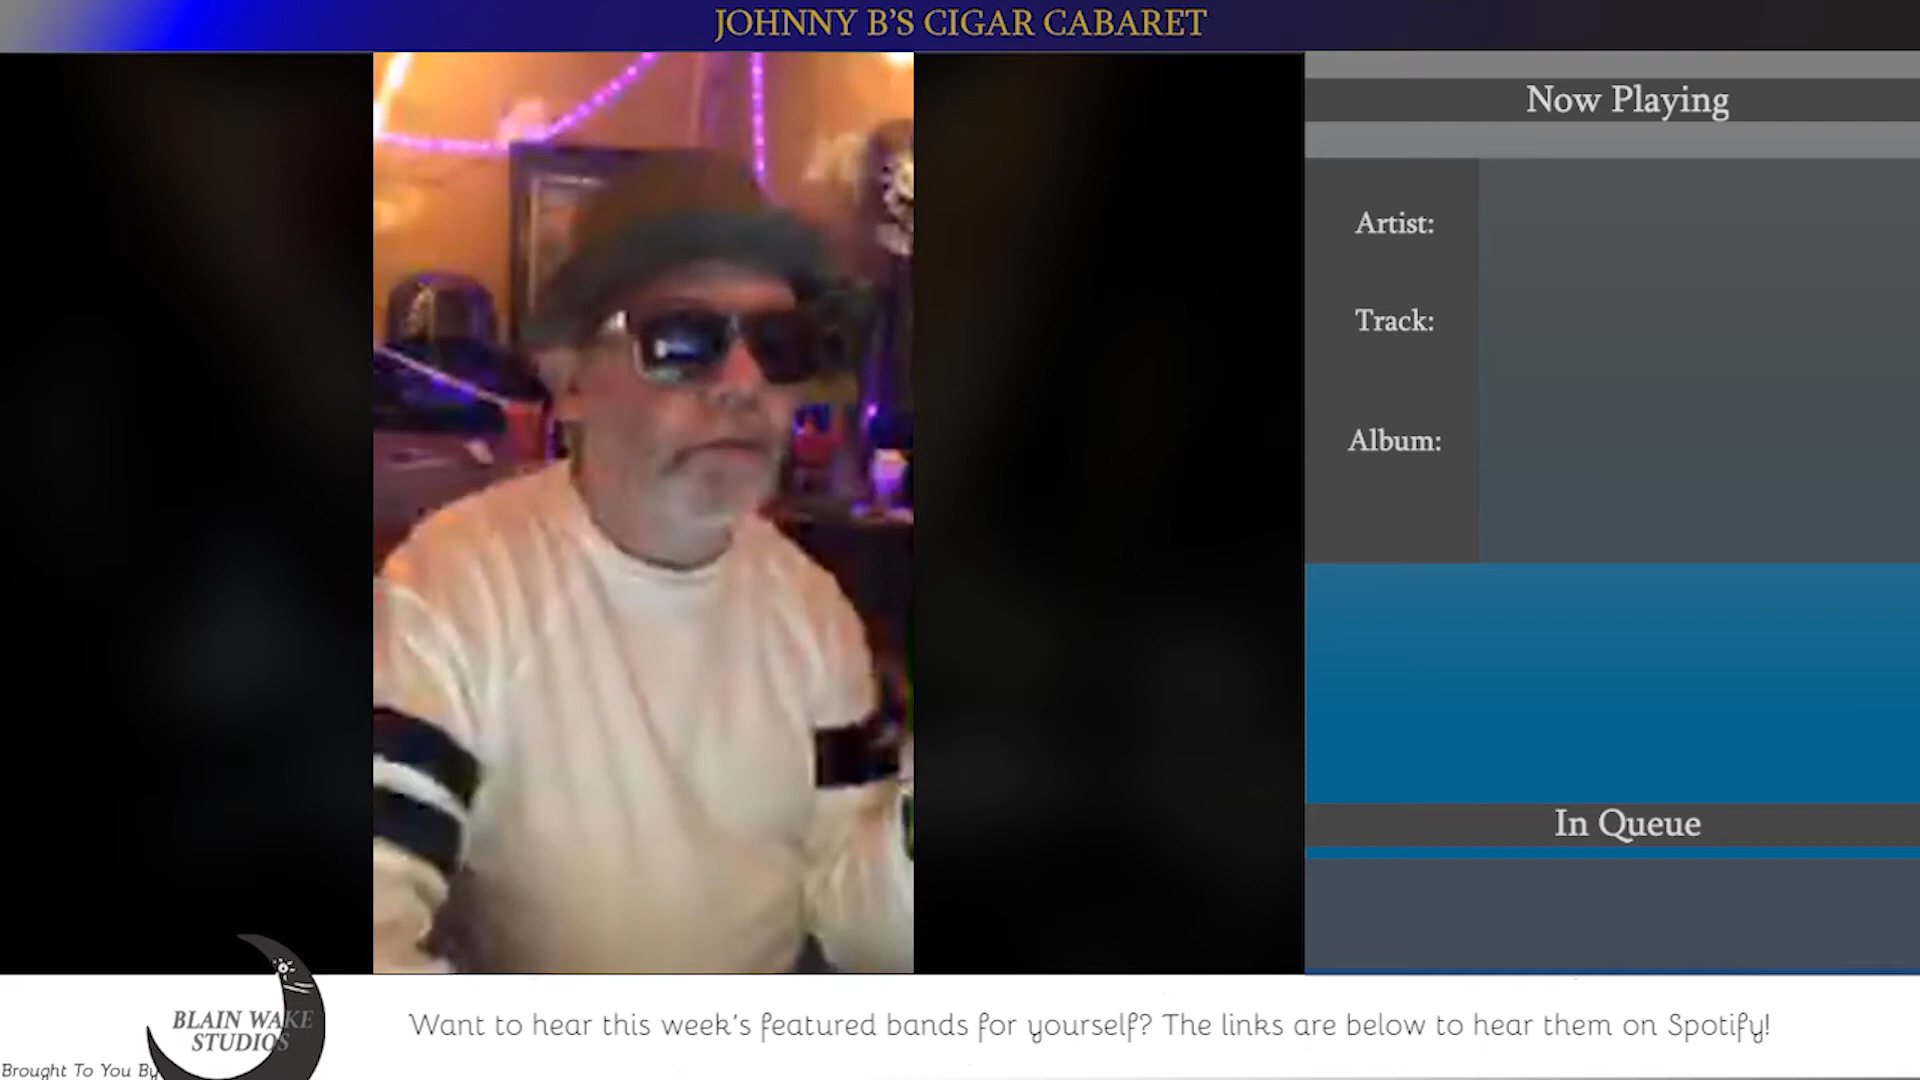 JOHNNY B'S CIGAR CABARET
Now Playing
Artist:
Track:
Album:
In Queue
BLAIN WAKE
STUDIOS
Want to hear this week's featured bands for yourself? The links are below to hear them on Spotify!
Brought To You By